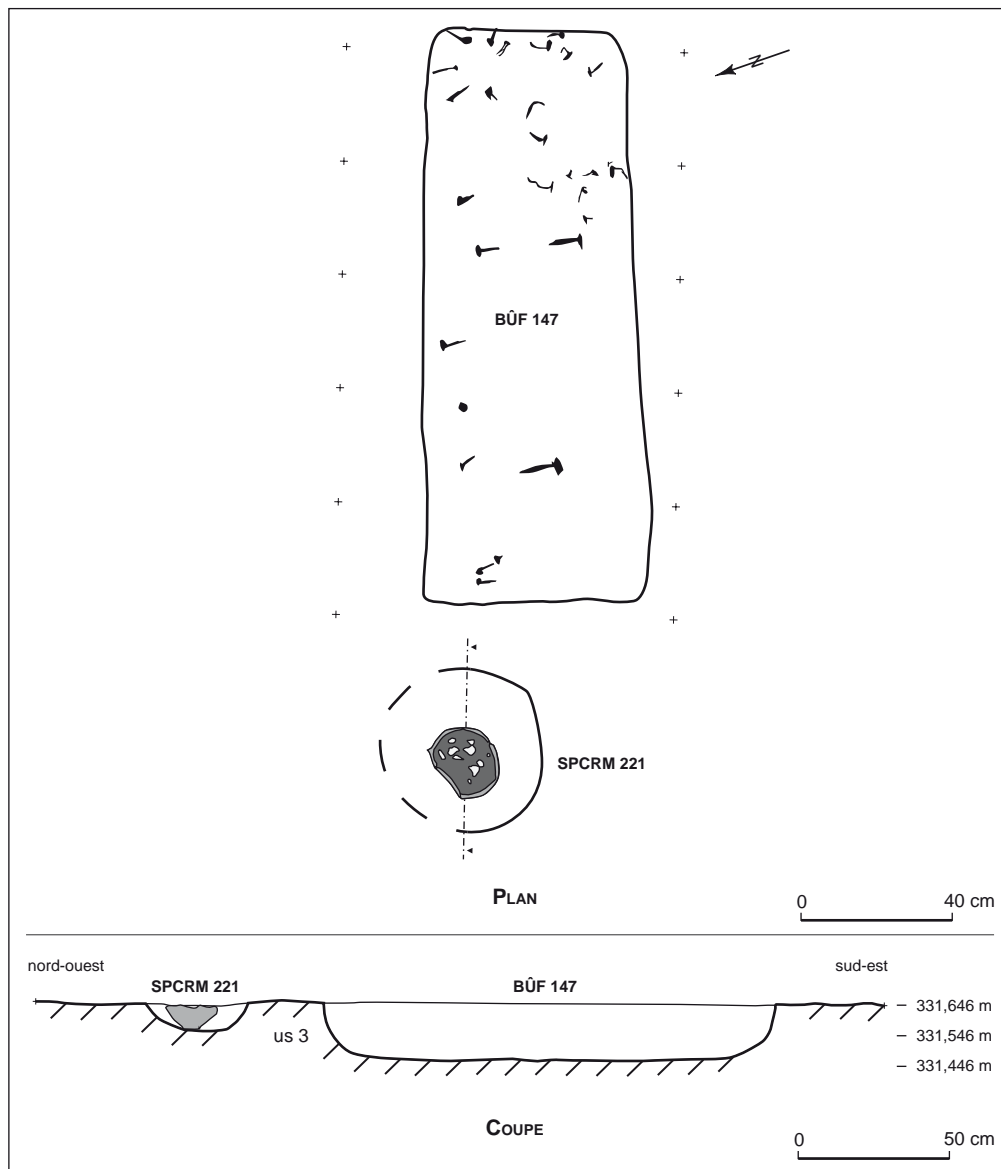 N
BÛF 147
SPCRM 221
PLAN
0 40 cm
nord-ouest
sud-est
SPCRM 221
BÛF 147
us 3
– 331,646 m
– 331,546 m
– 331,446 m
COUPE
0 50 cm